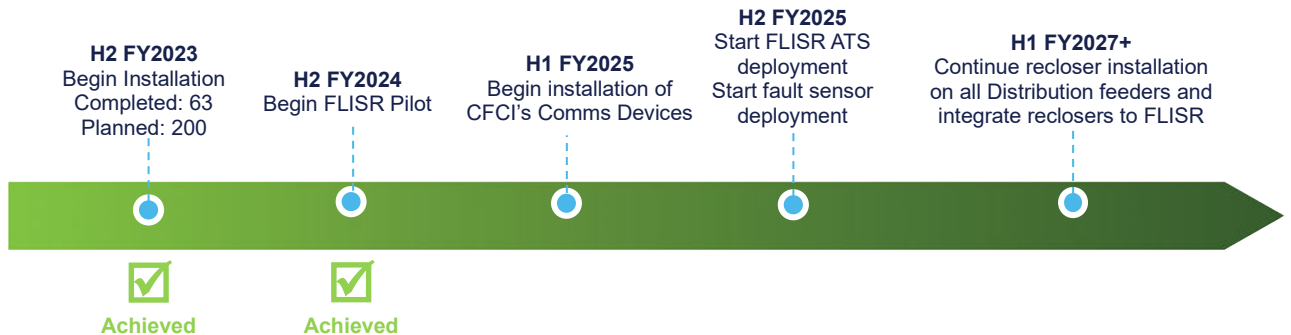 H2 FY2023
Begin Installation
Completed: 63
Planned: 200
H2 FY2024
Begin FLISR Pilot
H1 FY2025
Begin installation of
CFCI's Comms Devices
H2 FY2025
Start FLISR ATS
deployment
Start fault sensor
deployment
H1 FY2027+
Continue recloser installation
on all Distribution feeders and
integrate reclosers to FLISR
Achieved
Achieved